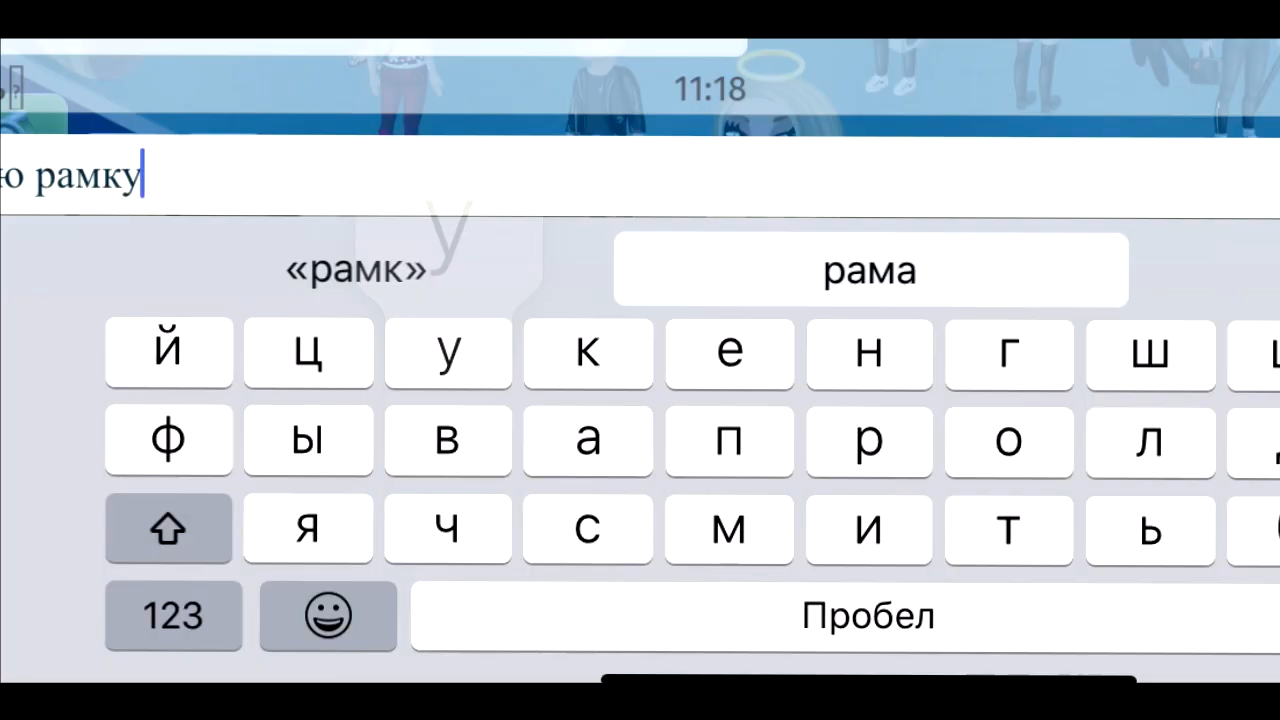 11:18
ю рамку
у
«рамк» рама
й ц у к е н г ш
ф ы в а п р о л
я ч с м и т ь
123 Пробел